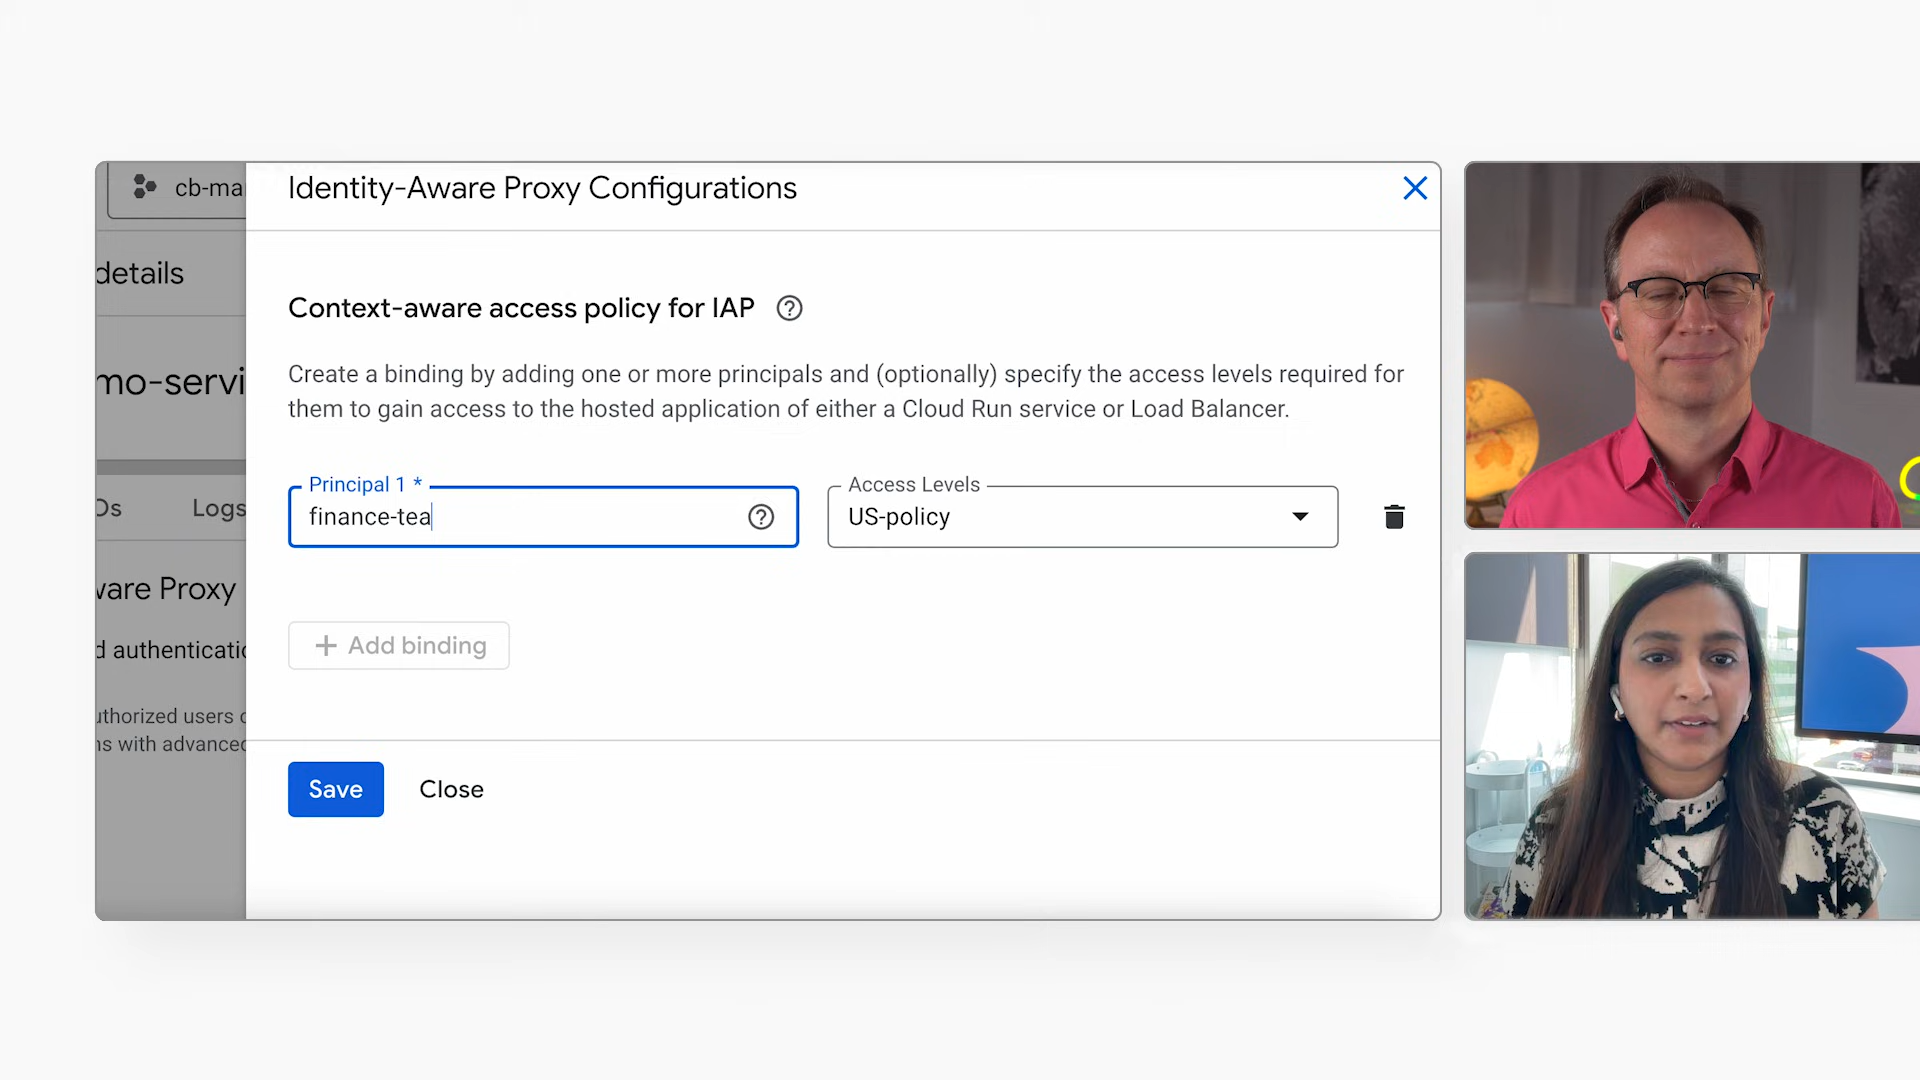 cb-ma
details
mo-servi
Ds Logs
ware Proxy
d authenticatic
uthorized users c
ns with advanced
Identity-Aware Proxy Configurations
Context-aware access policy for IAP
Create a binding by adding one or more principals and (optionally) specify the access levels required for
them to gain access to the hosted application of either a Cloud Run service or Load Balancer.
Principal 1 *
finance-tea
Access Levels
US-policy
+ Add binding
Save
Close